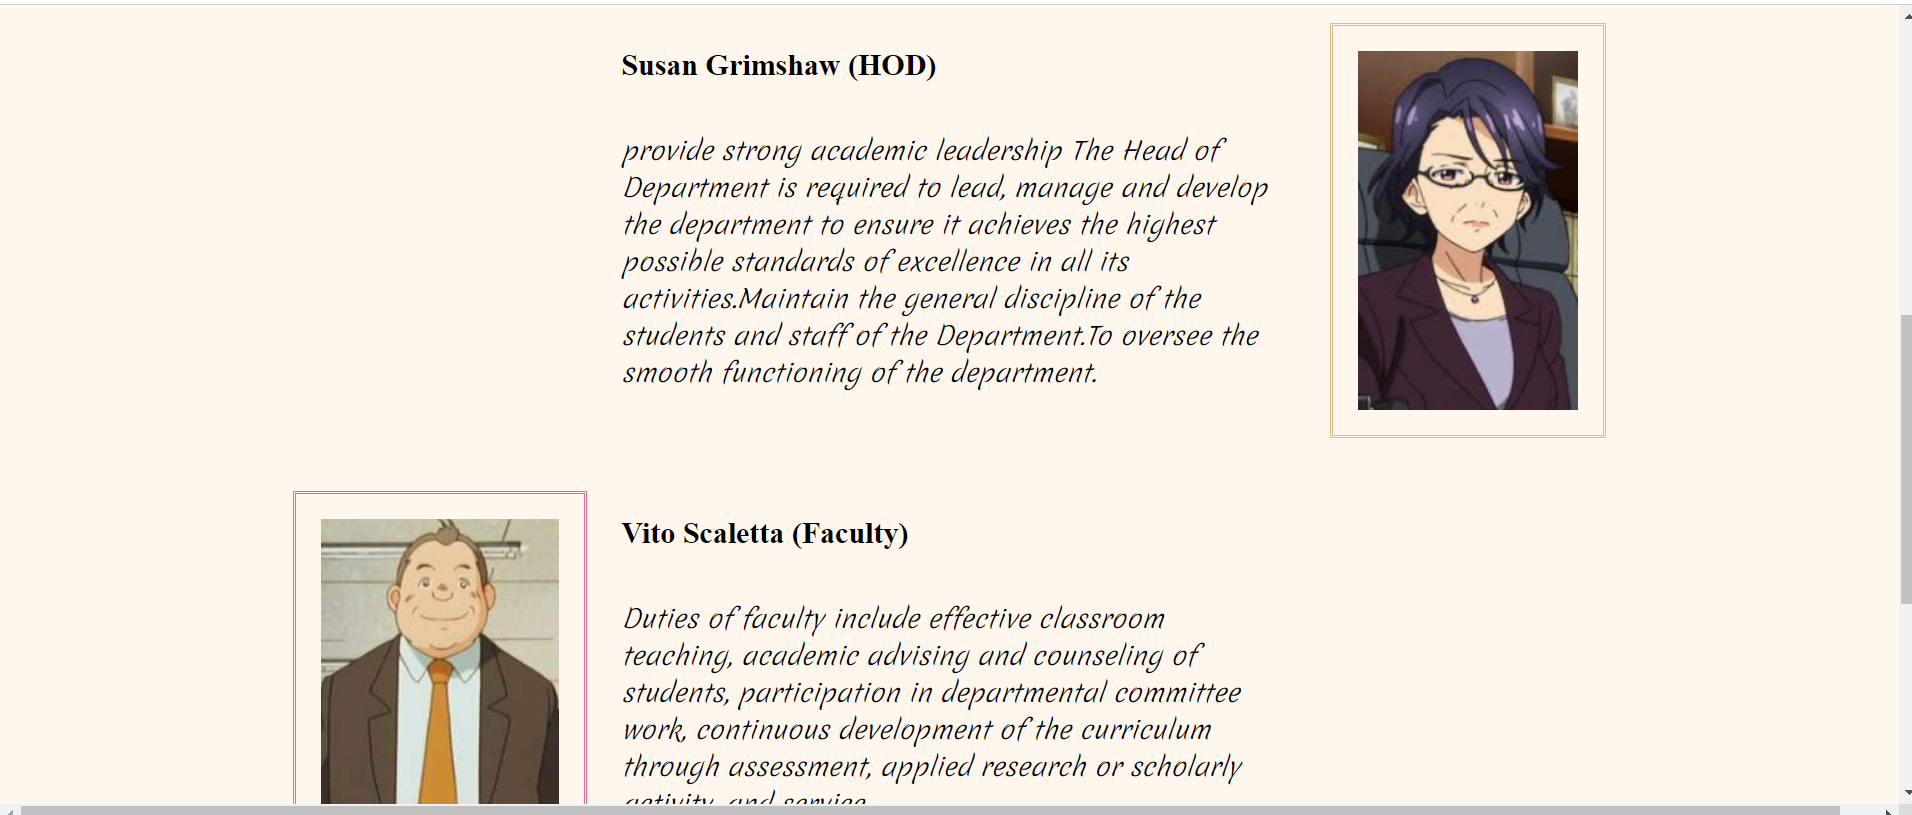 Susan Grimshaw (HOD)
provide strong academic leadership The Head of
Department is required to lead, manage and develop
the department to ensure it achieves the highest
possible standards of excellence in all its
activities.Maintain the general discipline of the
students and staff of the Department.To oversee the
smooth functioning of the department.
Vito Scaletta (Faculty)
Duties of faculty include effective classroom
teaching, academic advising and counseling of
students, participation in departmental committee
work, continuous development of the curriculum
through assessment, applied research or scholarly
activity, and service